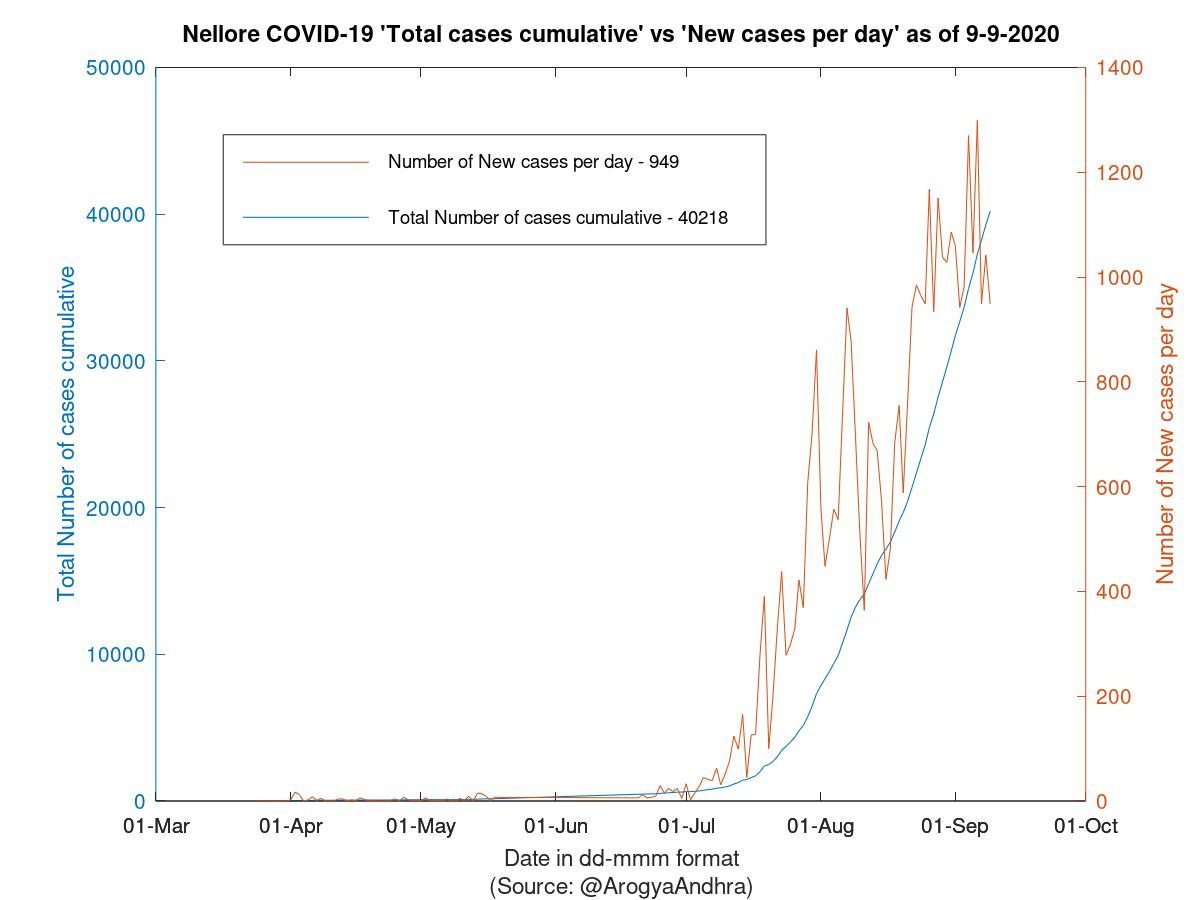 Nellore COVID-19 'Total cases cumulative' vs 'New cases per day' as of 9-9-2020
50000
40000
30000
20000
10000
0
Total Number of cases cumulative
1400
1200
1000
800
600
400
200
0
Number of New cases per day
Number of New cases per day - 949
Total Number of cases cumulative - 40218
01-Mar 01-Apr 01-May 01-Jun 01-Jul 01-Aug 01-Sep 01-Oct
Date in dd-mmm format
(Source: @ArogyaAndhra)